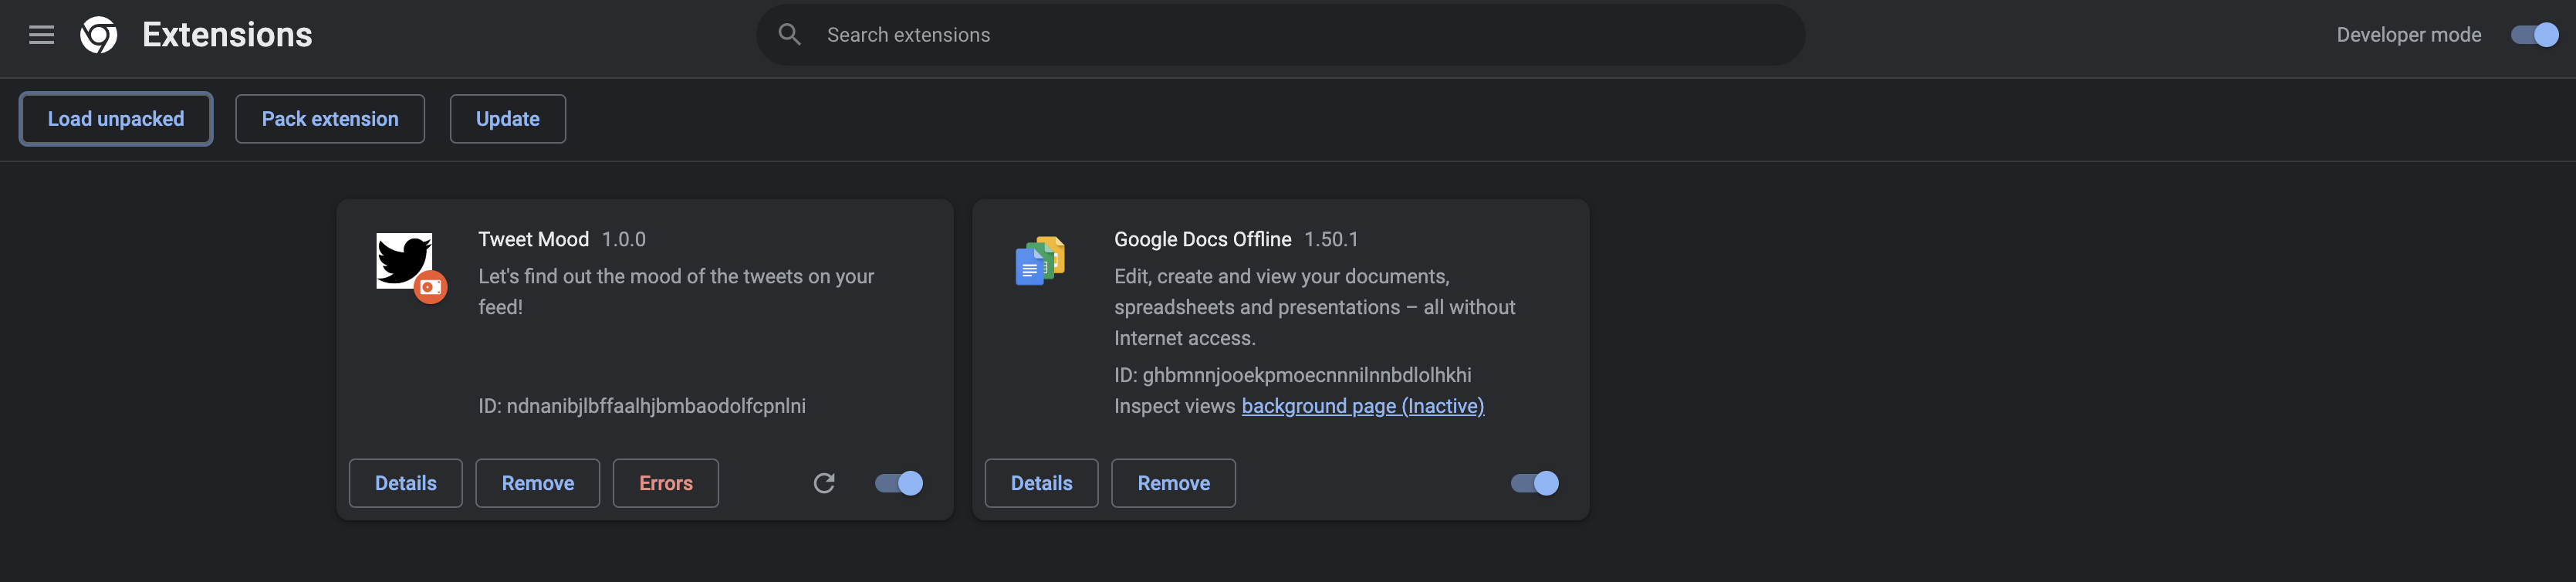 Extensions
Search extensions
Developer mode
Load unpacked
Pack extension
Update
Tweet Mood 1.0.0
Let's find out the mood of the tweets on your
feed!
ID: ndnanibjlbffaalhjbmbaodolfcpnlni
Details
Remove
Errors
Google Docs Offline 1.50.1
Edit, create and view your documents,
spreadsheets and presentations – all without
Internet access.
ID: ghbmnnjooekpmoecnnnilnnbdlolhkhi
Inspect views background page (Inactive)
Details
Remove